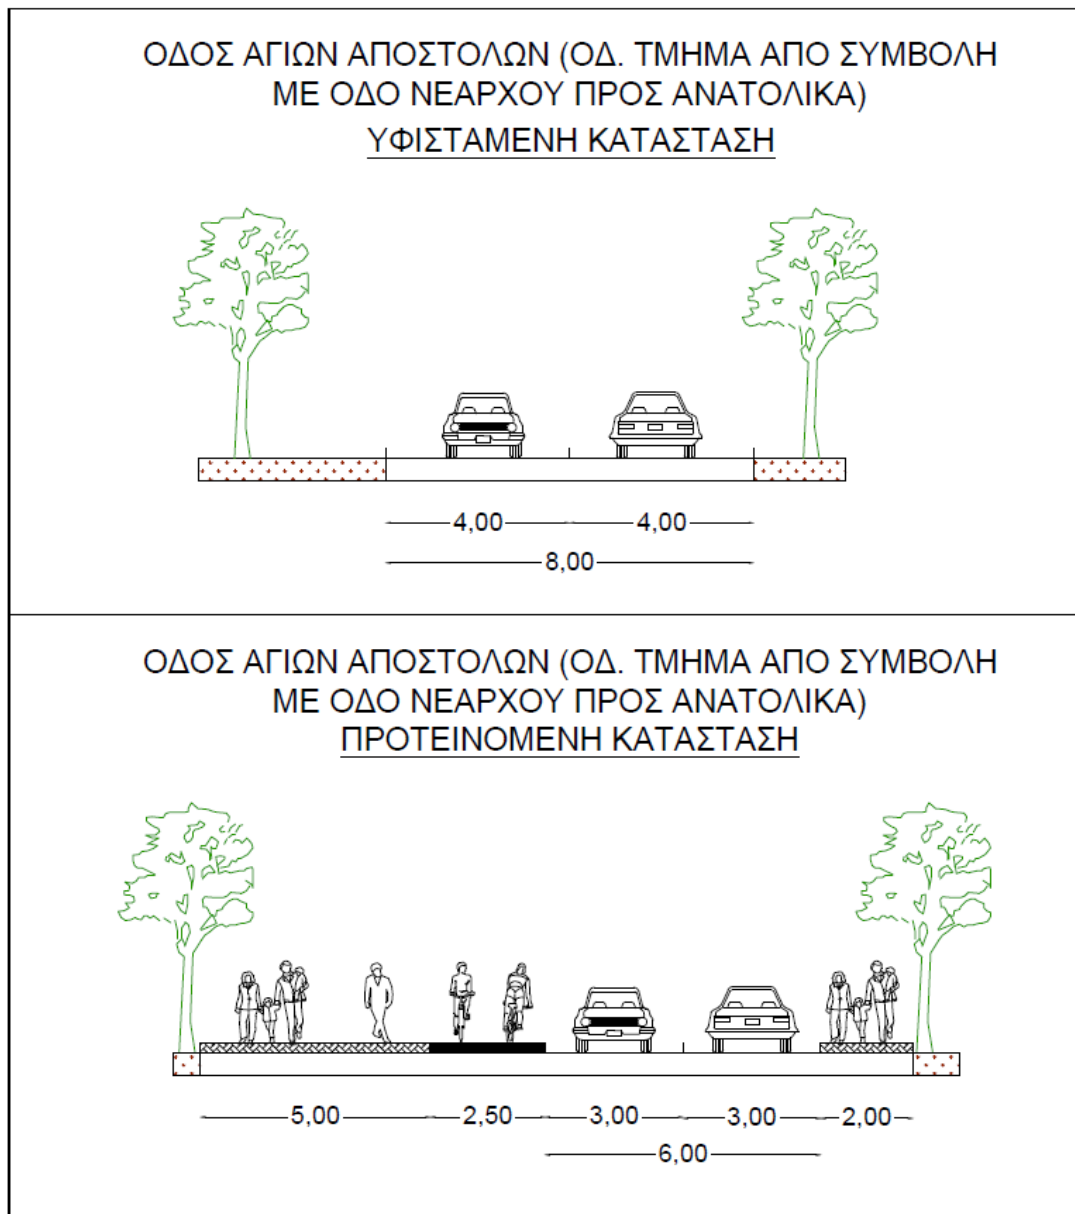 ΟΔΟΣ ΑΓΙΩΝ ΑΠΟΣΤΟΛΩΝ (ΟΔ. ΤΜΗΜΑ ΑΠΟ ΣΥΜΒΟΛΗ
ΜΕ ΟΔΟ ΝΕΑΡΧΟΥ ΠΡΟΣ ΑΝΑΤΟΛΙΚΑ)
ΥΦΙΣΤΑΜΕΝΗ ΚΑΤΑΣΤΑΣΗ
4,00 4,00
8,00
ΟΔΟΣ ΑΓΙΩΝ ΑΠΟΣΤΟΛΩΝ (ΟΔ. ΤΜΗΜΑ ΑΠΟ ΣΥΜΒΟΛΗ
ΜΕ ΟΔΟ ΝΕΑΡΧΟΥ ΠΡΟΣ ΑΝΑΤΟΛΙΚΑ)
ΠΡΟΤΕΙΝΟΜΕΝΗ ΚΑΤΑΣΤΑΣΗ
5,00 2,50 3,00 3,00 2,00
6,00